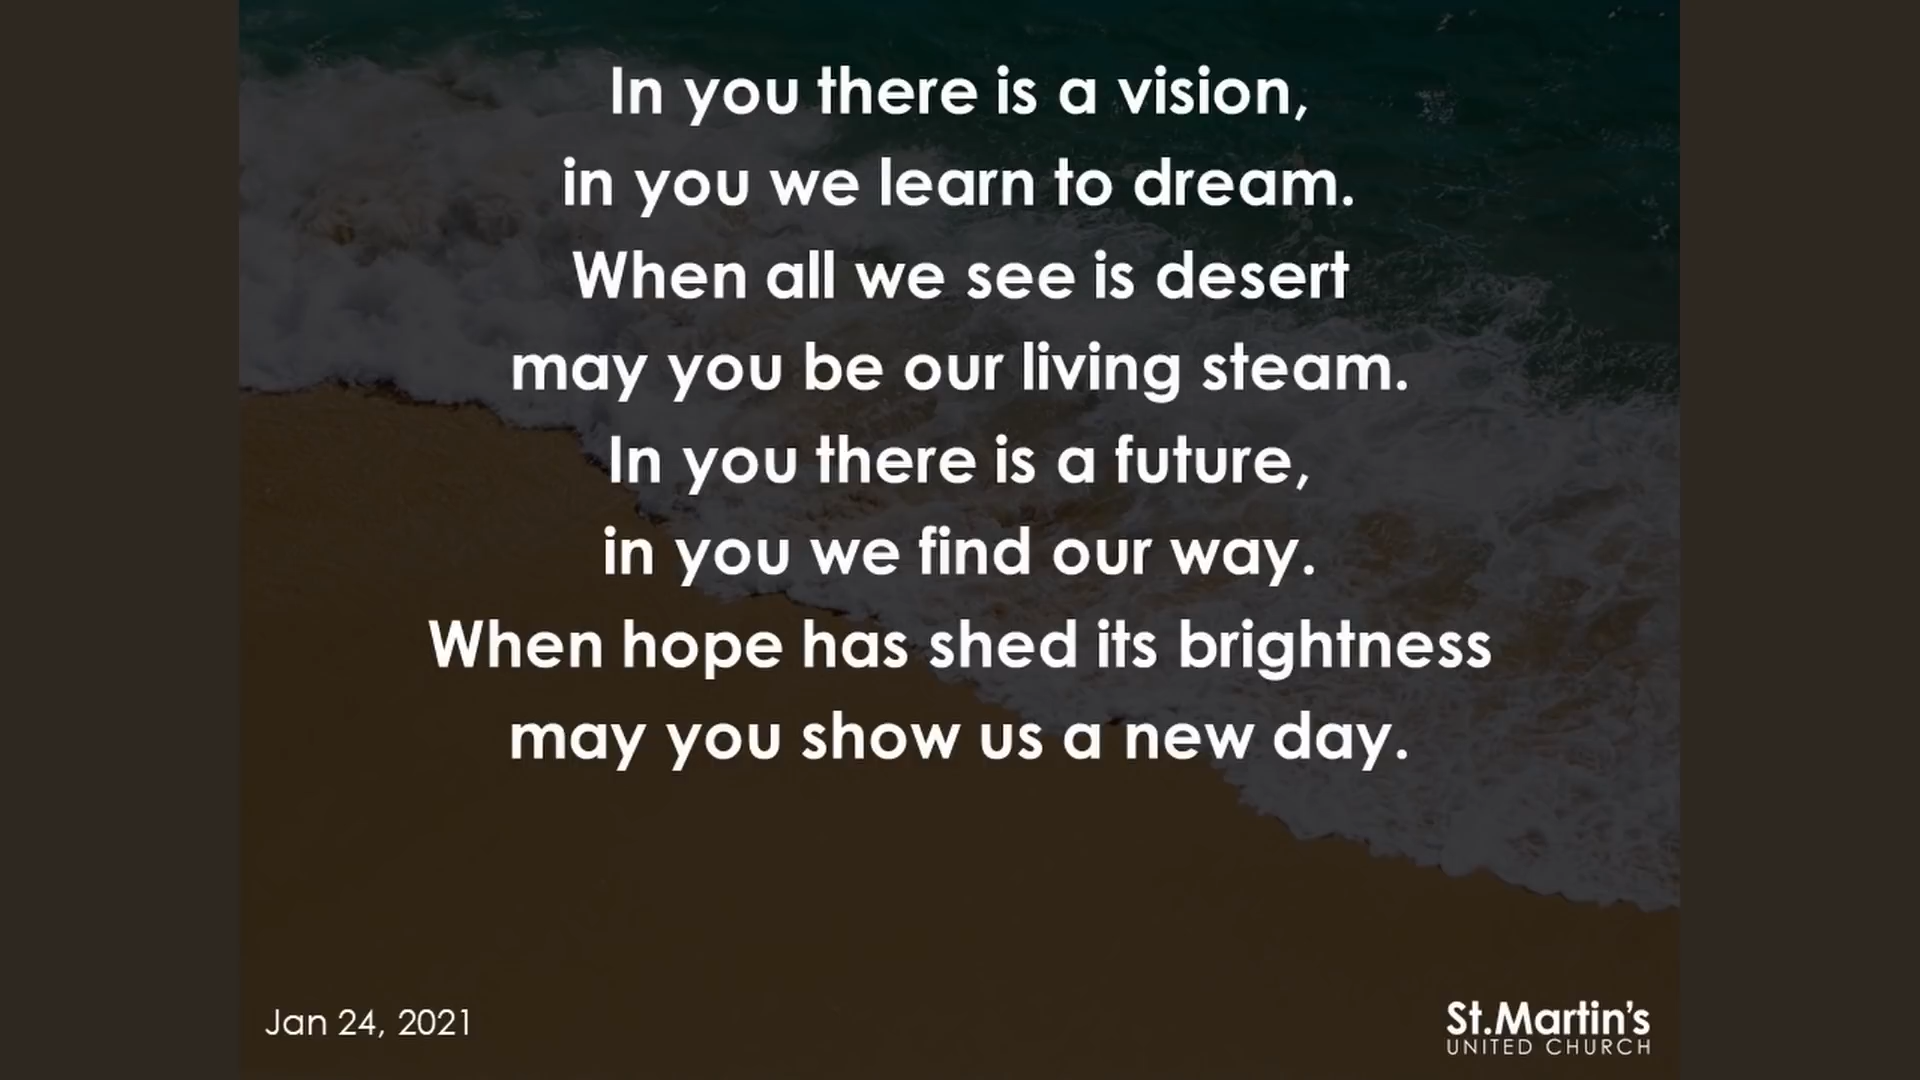 In you there is a vision,
in you we learn to dream.
When all we see is desert
may you be our living steam.
In you there is a future,
in you we find our way.
When hope has shed its brightness
may you show us a new day.
Jan 24, 2021
St.Martin's
UNITED CHURCH